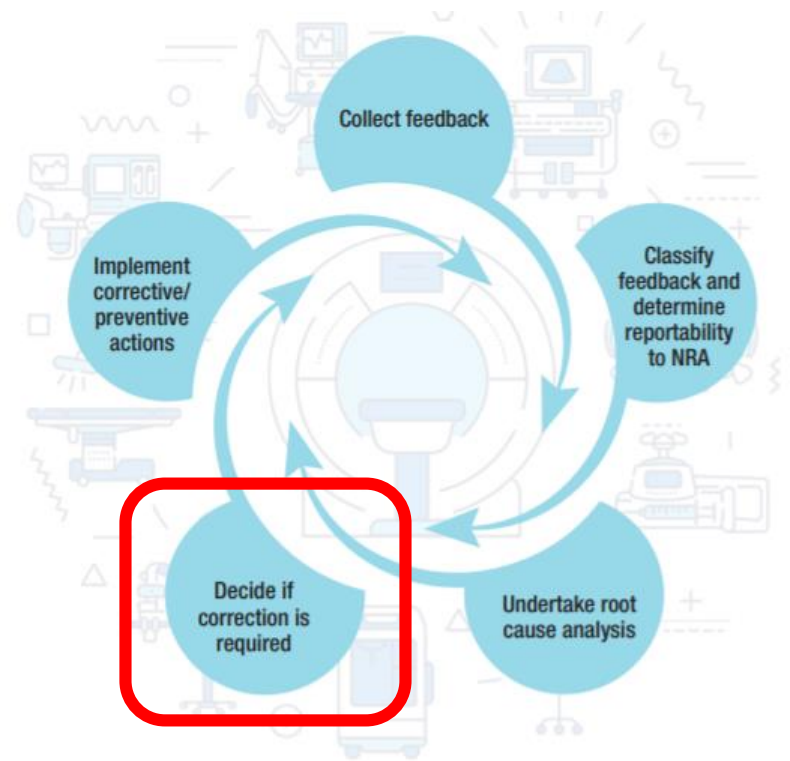 Collect feedback
Classify
feedback and
determine
reportability
to NRA
Undertake root
cause analysis
Decide if
correction is
required
Implement
corrective/
preventive
actions